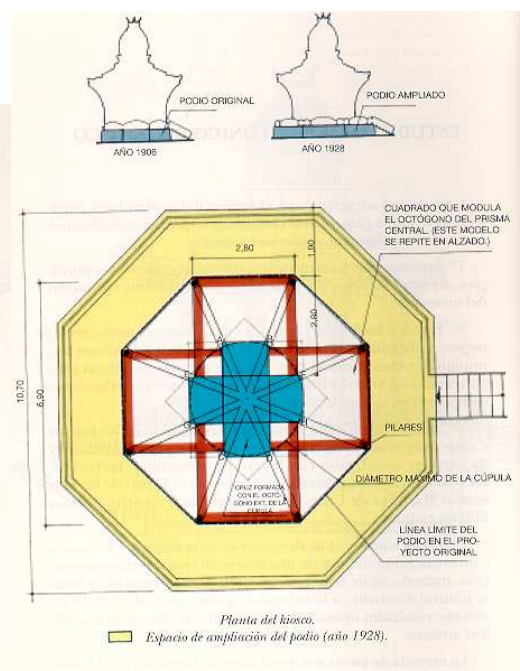 PODIO ORIGINAL
PODIO AMPLIADO
AÑO 1906
AÑO 1928
CUADRADO QUE MODULA
EL OCTÓGONO DEL PRISMA
CENTRAL. (ESTE MODELO
SE REPITE EN ALZADO.)
2,80
1,90
2,80
10,70
6,90
PILARES
DIÁMETRO MÁXIMO DE LA CÚPULA
CRUZ FORMADA
CON EL OCTÓ-
GONO EXT. DE LA
CÚPULA
LÍNEA LÍMITE DEL
PODIO EN EL PRO-
YECTO ORIGINAL
Planta del kiosco.
Espacio de ampliación del podio (año 1928).